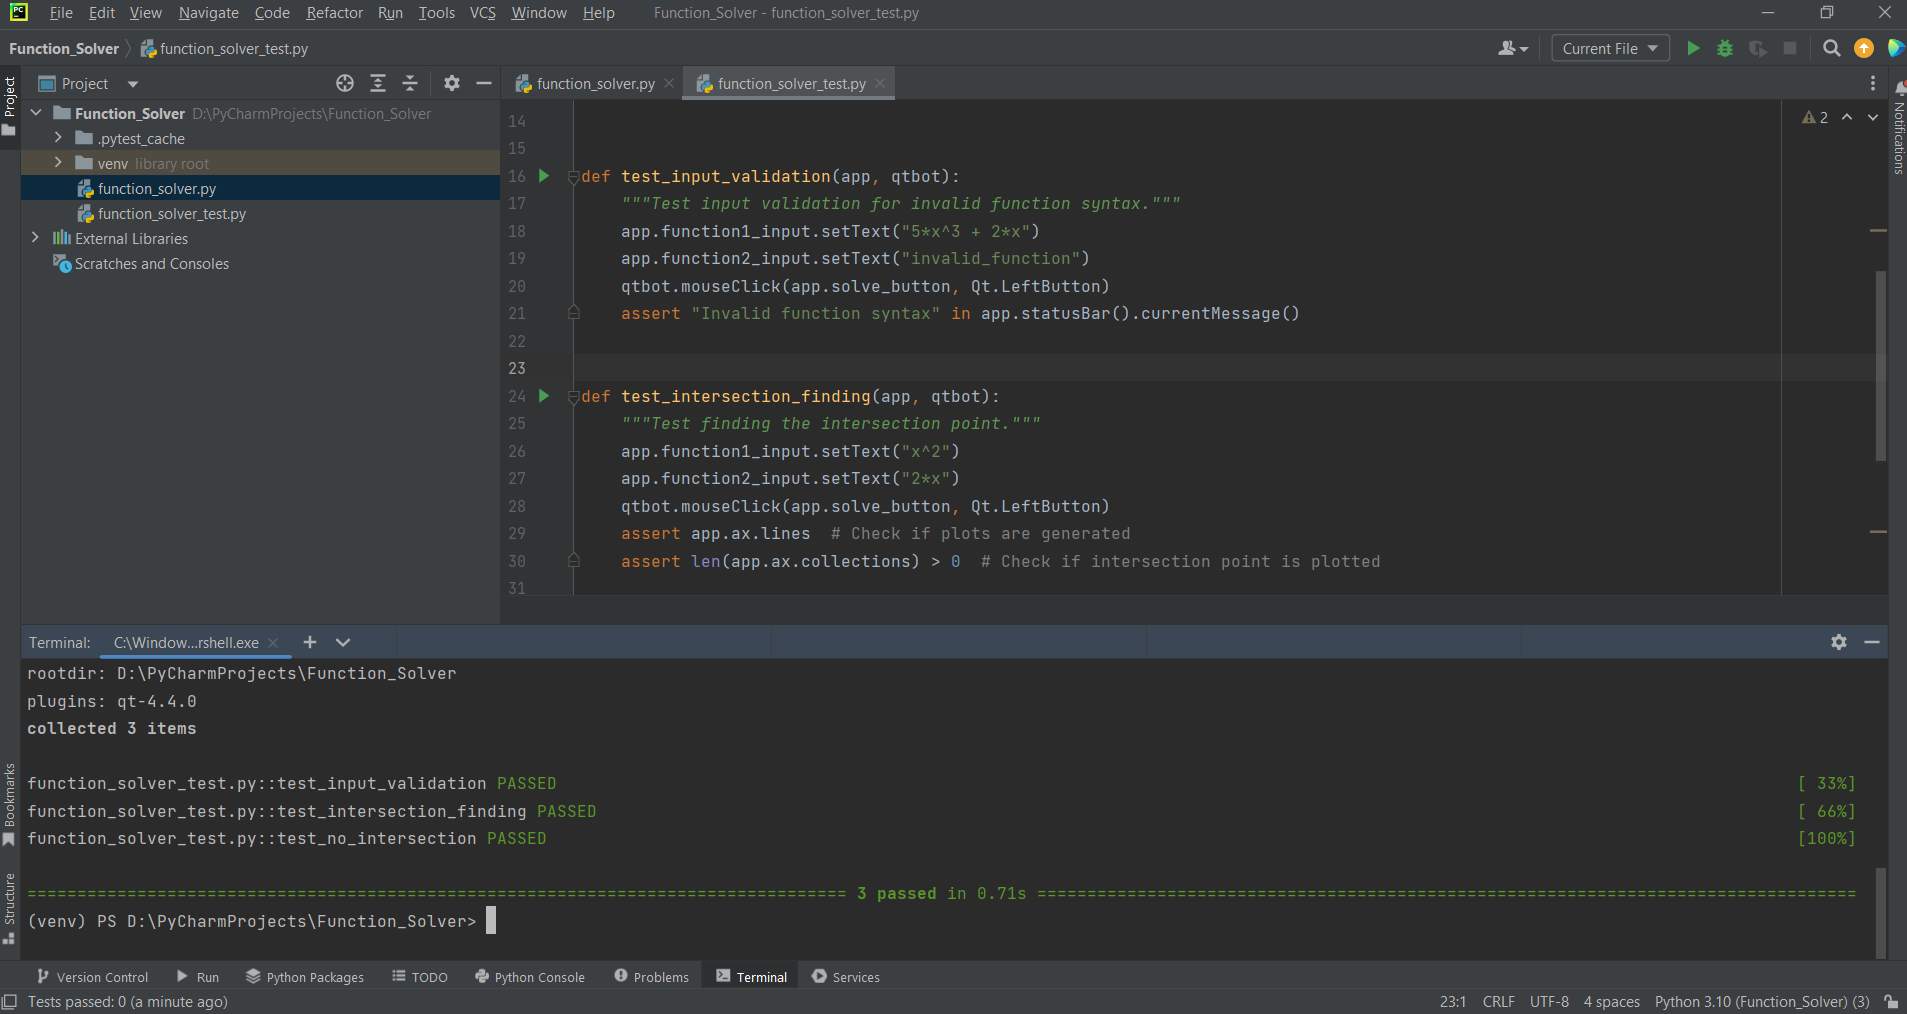 PC File Edit View Navigate Code Refactor Run Tools VCS Window Help Function_Solver - function_solver_test.py
Function_Solver function_solver_test.py Current File
Project
Project
function_solver.py function_solver_test.py
Notifications
Function_Solver D:\PyCharmProjects\Function_Solver
.pytest_cache
venv library root
function_solver.py
function_solver_test.py
External Libraries
Scratches and Consoles
2
14
15
16 def test_input_validation(app, qtbot):
17 """Test input validation for invalid function syntax."""
18 app.function1_input.setText("5*x^3 + 2*x")
19 app.function2_input.setText("invalid_function")
20 qtbot.mouseClick(app.solve_button, Qt.LeftButton)
21 assert "Invalid function syntax" in app.statusBar().currentMessage()
22
23
24 def test_intersection_finding(app, qtbot):
25 """Test finding the intersection point."""
26 app.function1_input.setText("x^2")
27 app.function2_input.setText("2*x")
28 qtbot.mouseClick(app.solve_button, Qt.LeftButton)
29 assert app.ax.lines # Check if plots are generated
30 assert len(app.ax.collections) > 0 # Check if intersection point is plotted
31
Terminal: C:\Window...rshell.exe
rootdir: D:\PyCharmProjects\Function_Solver
plugins: qt-4.4.0
collected 3 items
function_solver_test.py::test_input_validation PASSED [ 33%]
function_solver_test.py::test_intersection_finding PASSED [ 66%]
function_solver_test.py::test_no_intersection PASSED [100%]
================================================================================== 3 passed in 0.71s ==================================================================================
(venv) PS D:\PyCharmProjects\Function_Solver>
Bookmarks
Structure
Version Control Run Python Packages TODO Python Console Problems Terminal Services
Tests passed: 0 (a minute ago) 23:1 CRLF UTF-8 4 spaces Python 3.10 (Function_Solver) (3)